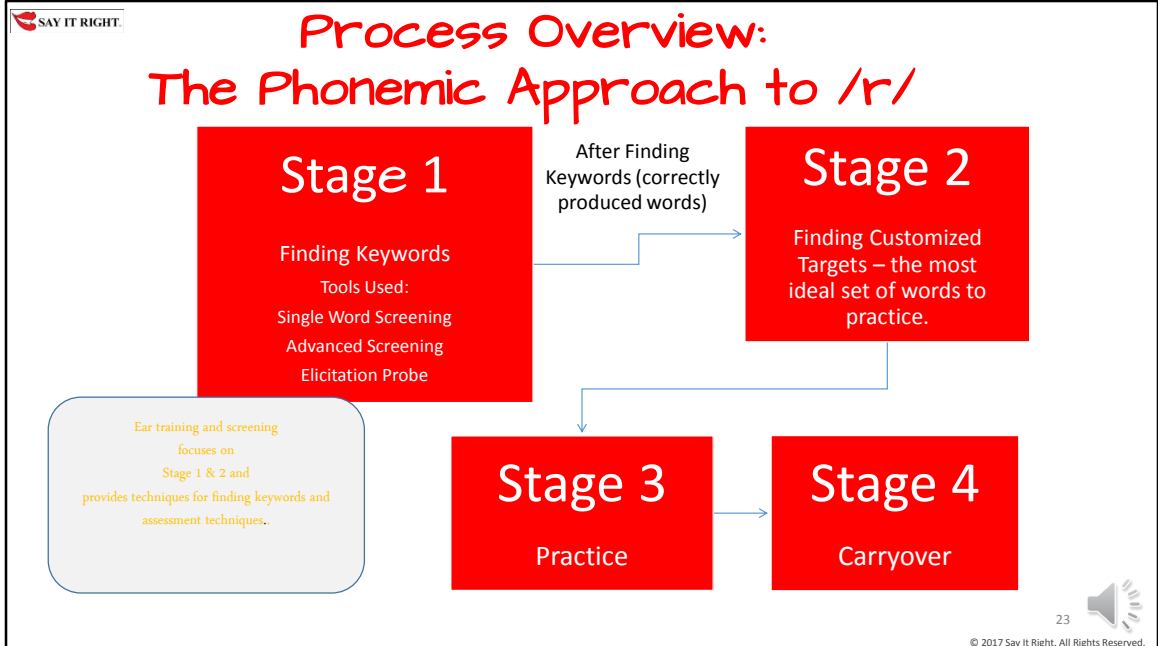 SAY IT RIGHT.
Process Overview:
The Phonemic Approach to /r/
Stage 1
Finding Keywords
Tools Used:
Single Word Screening
Advanced Screening
Elicitation Probe
After Finding
Keywords (correctly
produced words)
Stage 2
Finding Customized
Targets – the most
ideal set of words to
practice.
Ear training and screening
focuses on
Stage 1 & 2 and
provides techniques for finding keywords and
assessment techniques..
Stage 3
Practice
Stage 4
Carryover
23
© 2017 Say It Right. All Rights Reserved.